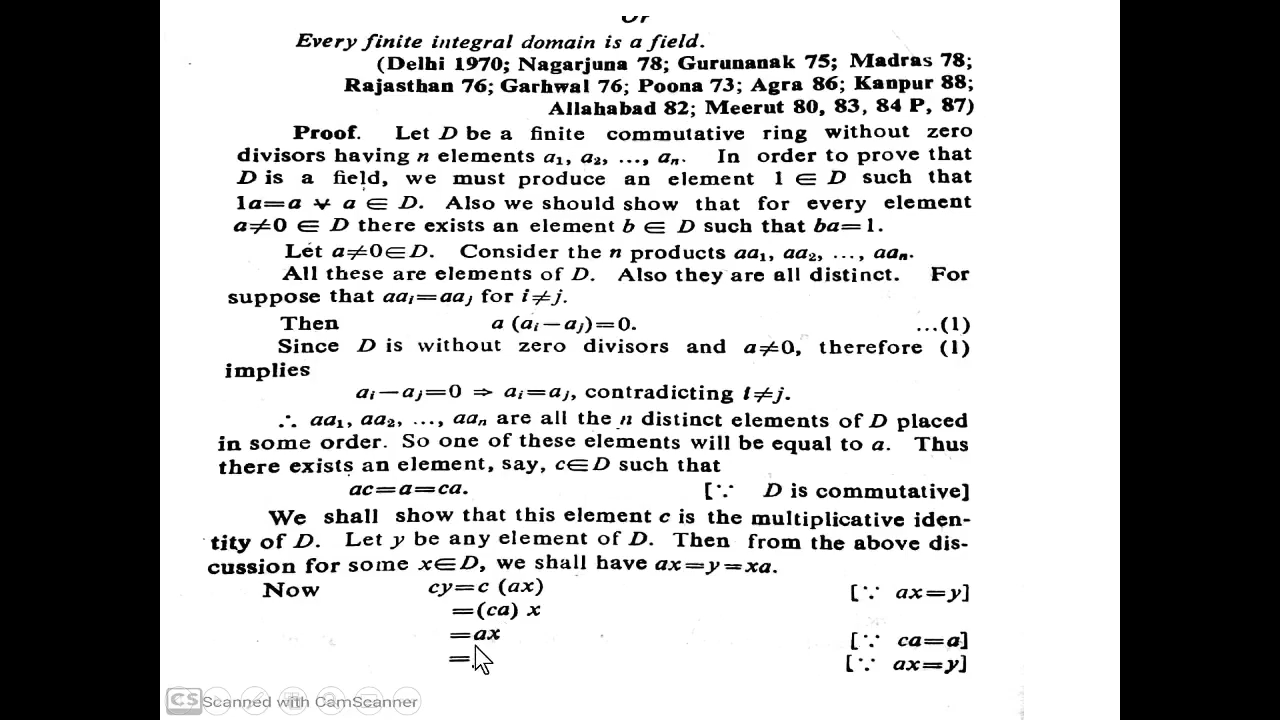 Or
Every finite integral domain is a field.
(Delhi 1970; Nagarjuna 78; Gurunanak 75; Madras 78;
Rajasthan 76; Garhwal 76; Poona 73; Agra 86; Kanpur 88;
Allahabad 82; Meerut 80, 83, 84 P, 87)
Proof. Let D be a finite commutative ring without zero
divisors having n elements a₁, a₂, ..., aₙ. In order to prove that
D is a field, we must produce an element 1 ∈ D such that
1a=a ∀ a ∈ D. Also we should show that for every element
a≠0 ∈ D there exists an element b ∈ D such that ba=1.
Let a≠0∈D. Consider the n products aa₁, aa₂, ..., aaₙ.
All these are elements of D. Also they are all distinct. For
suppose that aaᵢ=aaⱼ for i≠j.
Then a (aᵢ−aⱼ)=0. ...(1)
Since D is without zero divisors and a≠0, therefore (1)
implies
aᵢ−aⱼ=0 ⇒ aᵢ=aⱼ, contradicting i≠j.
∴ aa₁, aa₂, ..., aaₙ are all the n distinct elements of D placed
in some order. So one of these elements will be equal to a. Thus
there exists an element, say, c∈D such that
ac=a=ca. [∵ D is commutative]
We shall show that this element c is the multiplicative iden-
tity of D. Let y be any element of D. Then from the above dis-
cussion for some x∈D, we shall have ax=y=xa.
Now cy=c (ax) [∵ ax=y]
=(ca) x
=ax [∵ ca=a]
= [∵ ax=y]
CS Scanned with CamScanner